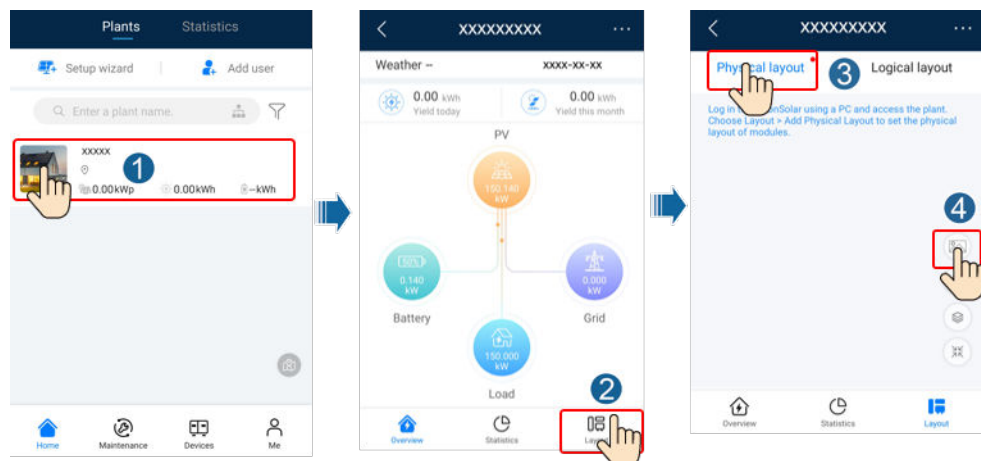 Plants
Statistics
Setup wizard
Add user
Enter a plant name.
xxxxx
1
0.00kWp
0.00kWh
--kWh
Home
Maintenance
Devices
Me
XXXXXXXXX
Weather --
XXXX-XX-XX
0.00 kWh
Yield today
0.00 kWh
Yield this month
PV
150.140
kW
50%
0.140
kW
0.000
kW
Battery
Grid
150.000
kW
Load
2
Overview
Statistics
XXXXXXXXX
Physical layout
3
Logical layout
Log in using a PC and access the plant.
Choose Layout > Add Physical Layout to set the physical
layout of modules.
4
Overview
Statistics
Layout